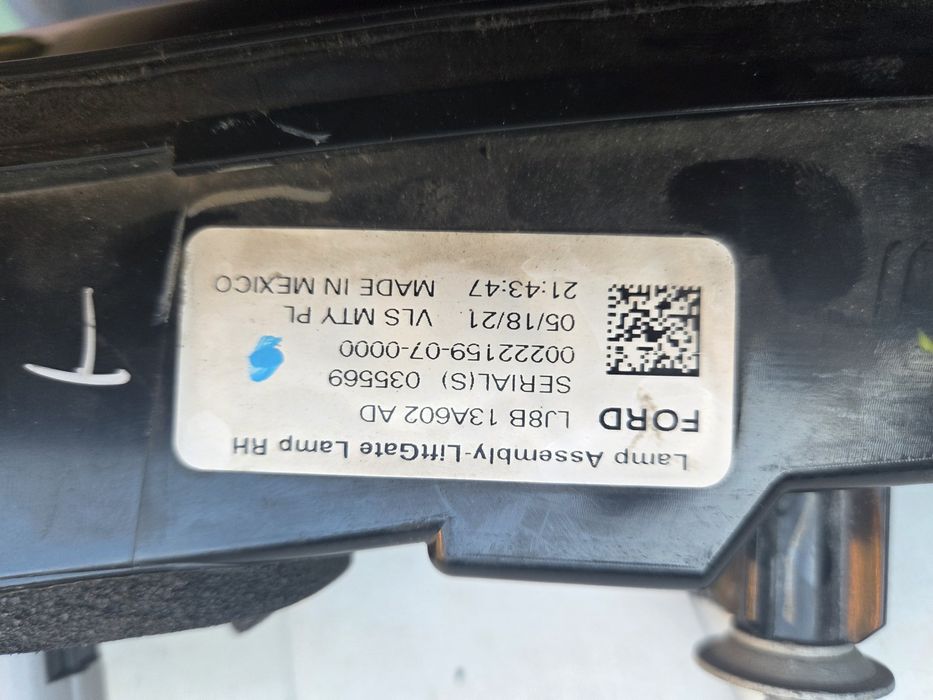 Lamp Assembly-LiftGate Lamp RH
FORD LJ8B 13A602 AD
SERIAL(S) 035569
00222159-07-0000
05/18/21 VLS MTY PL
21:43:47 MADE IN MEXICO